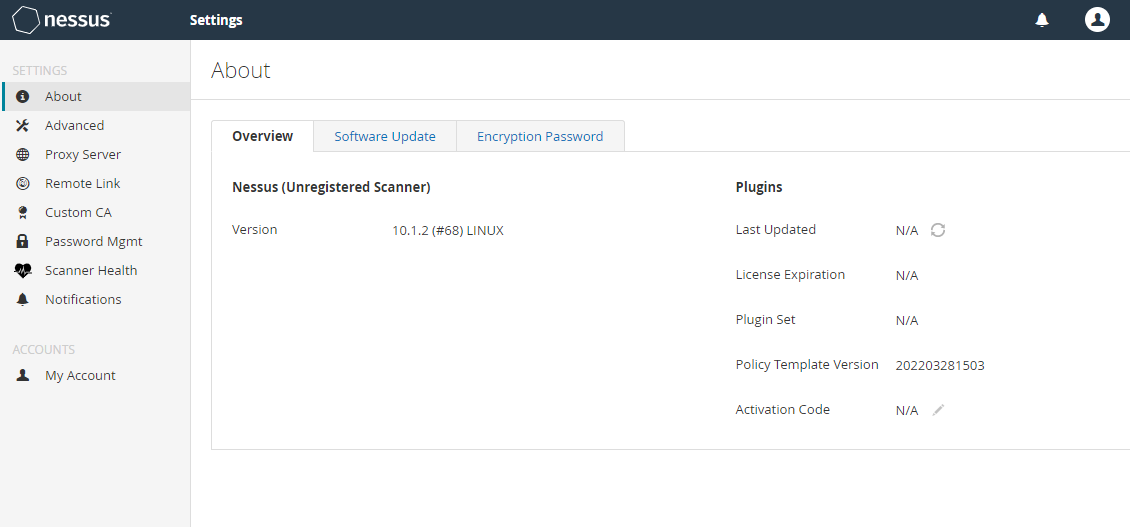 nessus Settings
SETTINGS
About
Advanced
Proxy Server
Remote Link
Custom CA
Password Mgmt
Scanner Health
Notifications
ACCOUNTS
My Account
About
Overview Software Update Encryption Password
Nessus (Unregistered Scanner)
Version 10.1.2 (#68) LINUX
Plugins
Last Updated N/A
License Expiration N/A
Plugin Set N/A
Policy Template Version 202203281503
Activation Code N/A